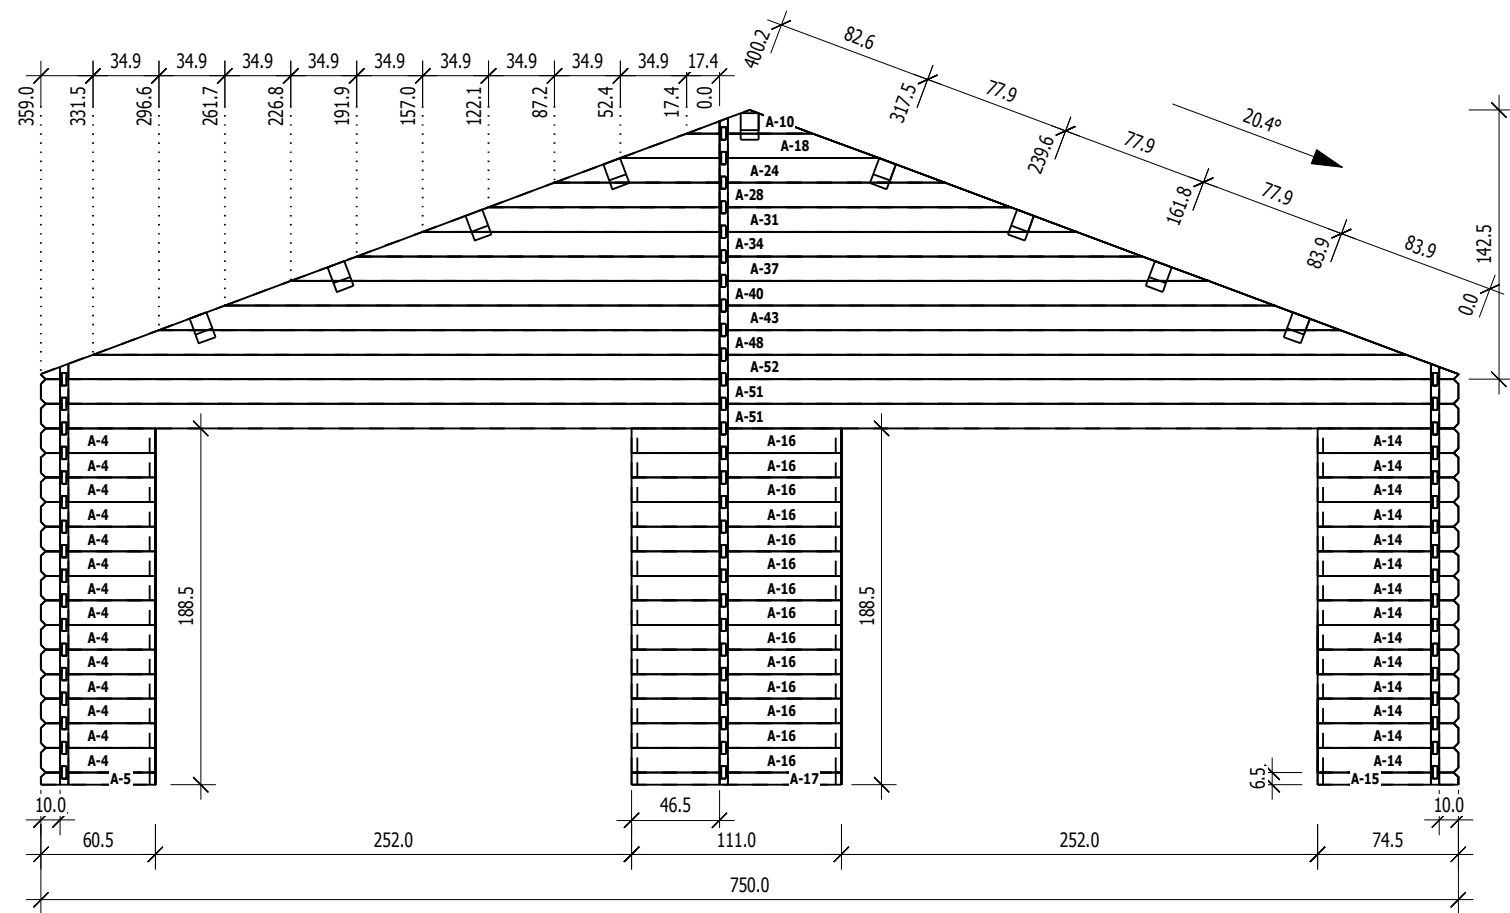 34.9 34.9 34.9 34.9 34.9 34.9 34.9 34.9 34.9 17.4
359.0 331.5 296.6 261.7 226.8 191.9 157.0 122.1 87.2 52.4 17.4 0.0
400.2 82.6 317.5 77.9 239.6 77.9 161.8 77.9 83.9 83.9 0.0
20.4º
142.5
A-10
A-18
A-24
A-28
A-31
A-34
A-37
A-40
A-43
A-48
A-52
A-51
A-51
A-4 A-16 A-14
A-4 A-16 A-14
A-4 A-16 A-14
A-4 A-16 A-14
A-4 A-16 A-14
A-4 A-16 A-14
A-4 A-16 A-14
A-4 A-16 A-14
A-4 A-16 A-14
A-4 A-16 A-14
A-4 A-16 A-14
A-4 A-16 A-14
A-4 A-16 A-14
A-4 A-16 A-14
A-5 A-17 A-15
188.5 188.5 6.5
10.0 46.5 10.0
60.5 252.0 111.0 252.0 74.5
750.0